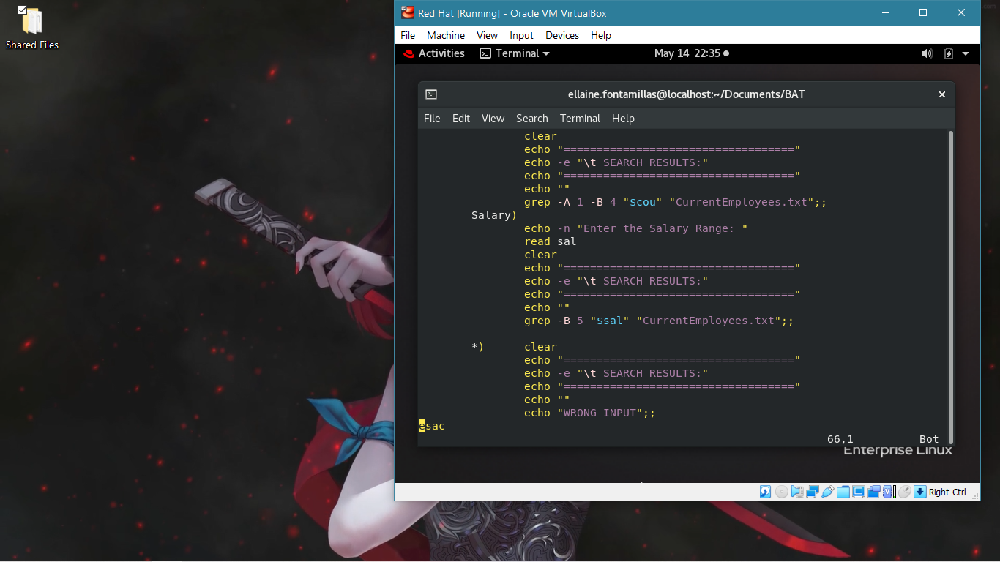 Shared Files
Red Hat [Running] - Oracle VM VirtualBox
File Machine View Input Devices Help
Activities Terminal May 14 22:35
ellaine.fontamillas@localhost:~/Documents/BAT
File Edit View Search Terminal Help
clear
echo "==================================="
echo -e "\t SEARCH RESULTS:"
echo "==================================="
echo ""
grep -A 1 -B 4 "$cou" "CurrentEmployees.txt";;
Salary)
echo -n "Enter the Salary Range: "
read sal
clear
echo "==================================="
echo -e "\t SEARCH RESULTS:"
echo "==================================="
echo ""
grep -B 5 "$sal" "CurrentEmployees.txt";;
*) clear
echo "==================================="
echo -e "\t SEARCH RESULTS:"
echo "==================================="
echo ""
echo "WRONG INPUT";;
esac
66,1 Bot
Enterprise Linux
Right Ctrl